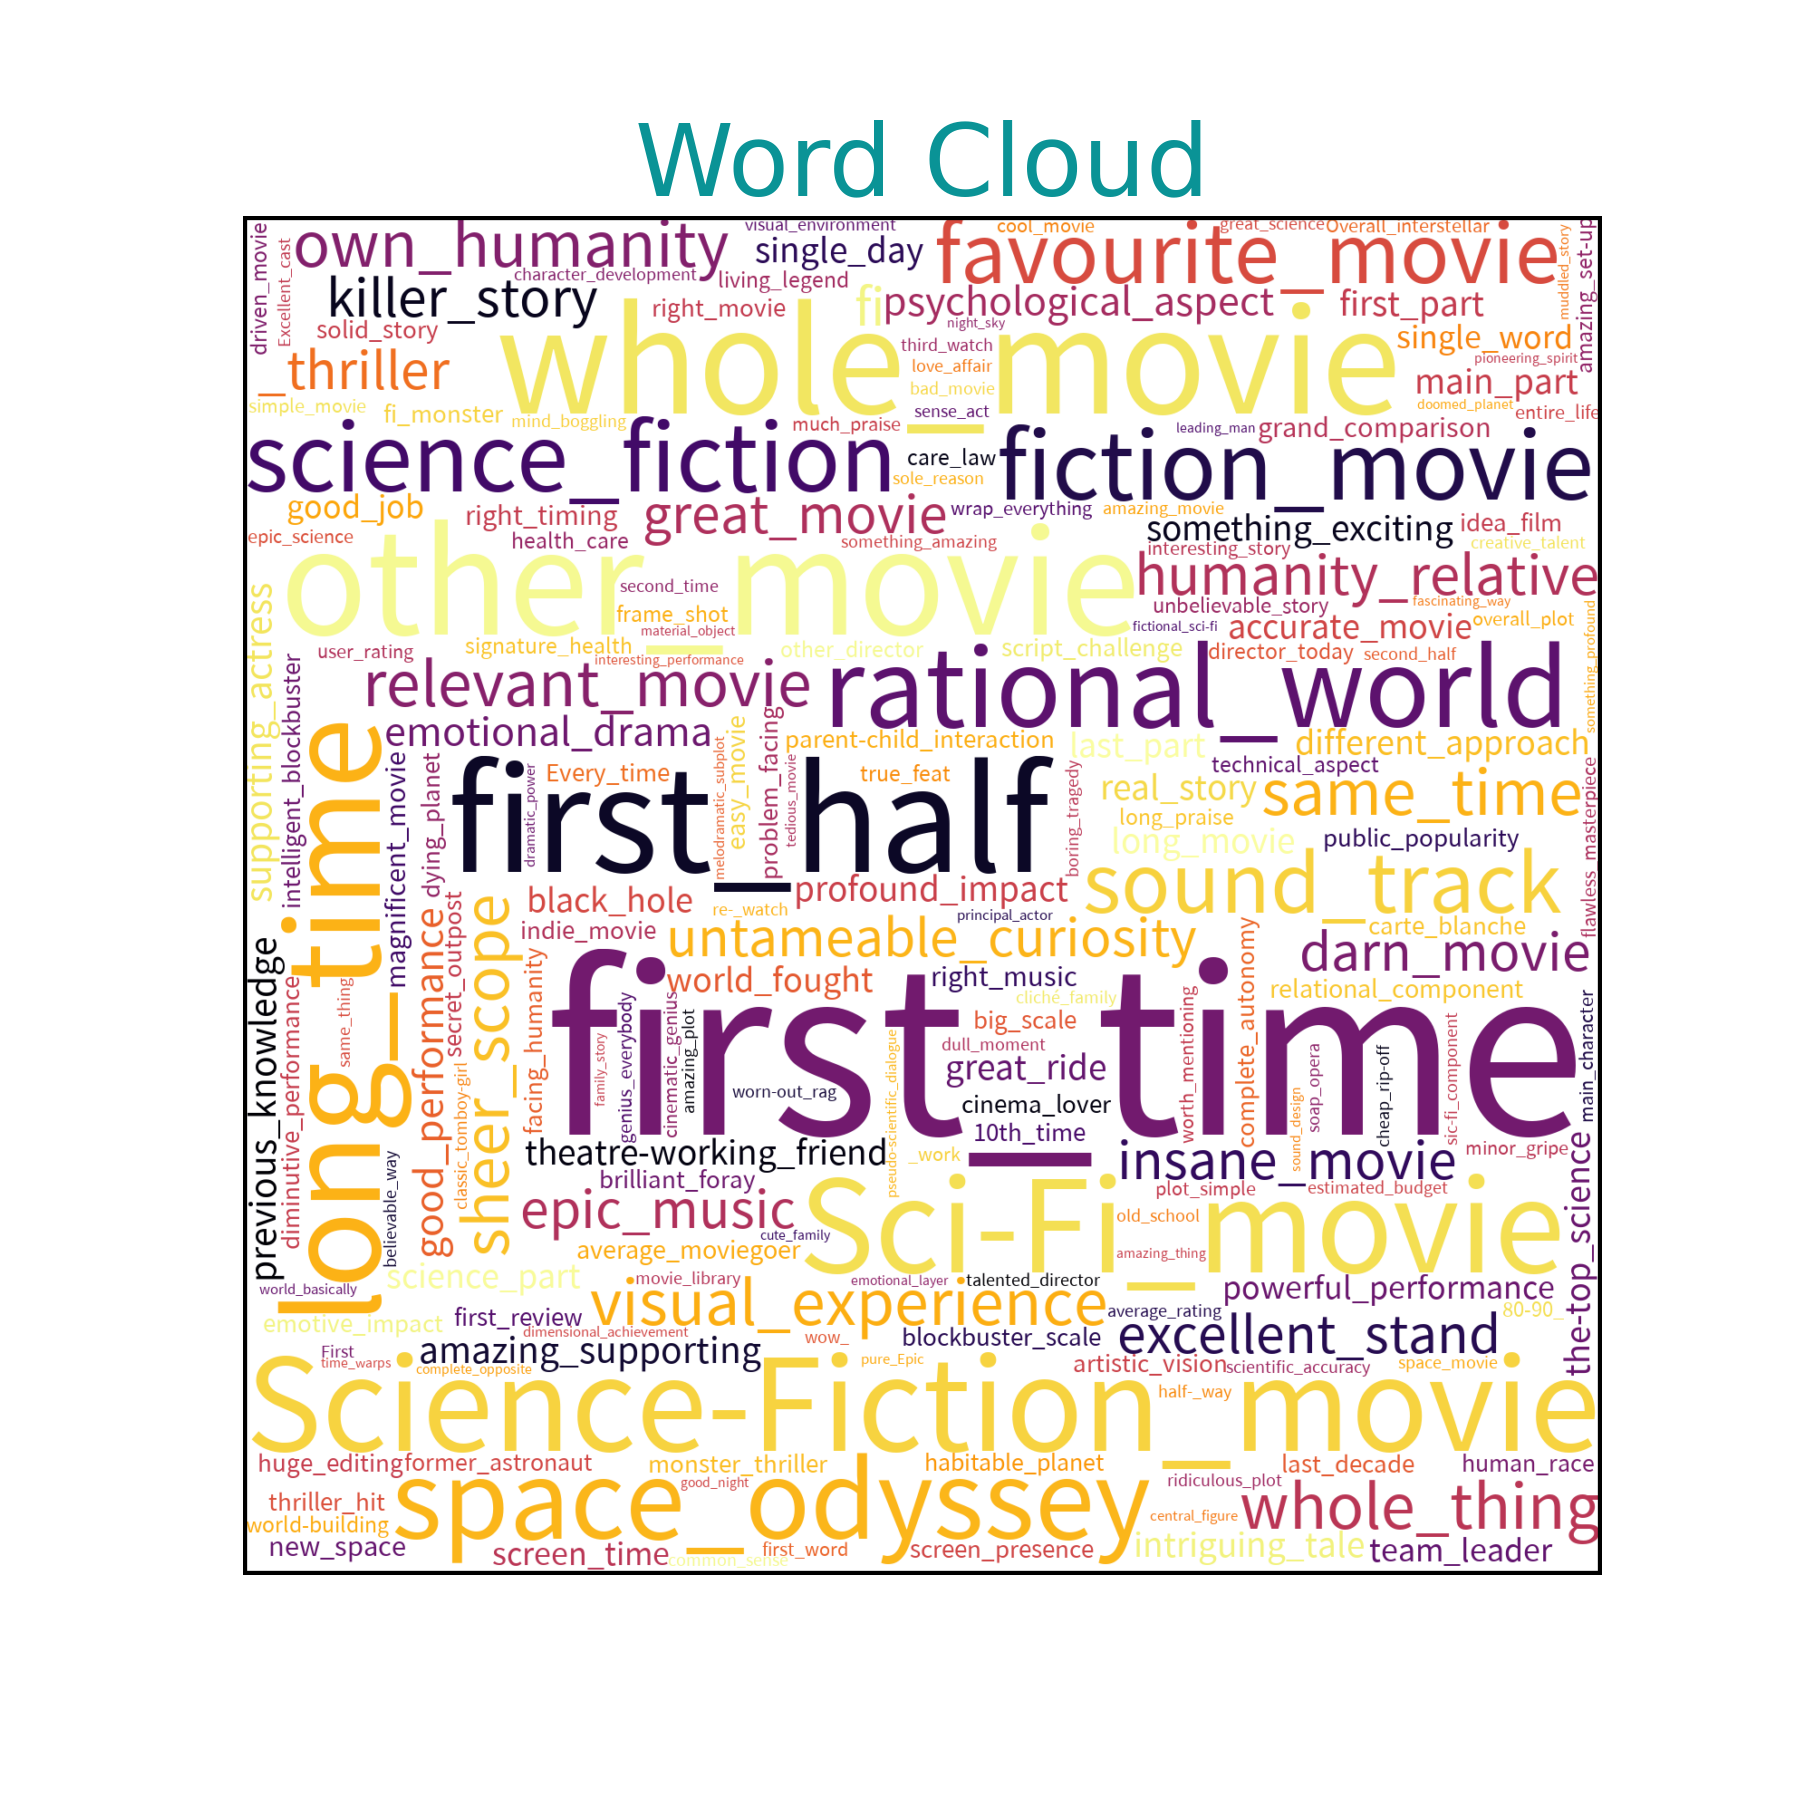 Word Cloud
driven_movie
Excellent_cast
own_humanity
visual_environment
single_day
cool_movie
great_science
Overall_interstellar
favourite_movie
muddled_story
amazing_set-up
character_development
living_legend
killer_story
right_movie
fi
psychological_aspect
first_part
solid_story
night_sky
whole_movie
third_watch
single_word
_thriller
love_affair
pioneering_spirit
bad_movie
main_part
simple_movie
fi_monster
mind_boggling
sense_act
doomed_planet
entire_life
much_praise
leading_man
grand_comparison
science_fiction
care_law
fiction_movie
sole_reason
good_job
right_timing
great_movie
wrap_everything
amazing_movie
something_exciting
idea_film
epic_science
health_care
something_amazing
interesting_story
creative_talent
other_movie
second_time
humanity_relative
frame_shot
unbelievable_story
fascinating_way
material_object
fictional_sci-fi
accurate_movie
overall_plot
supporting_actress
user_rating
signature_health
interesting_performance
other_director
script_challenge
director_today
second_half
something_profound
intelligent_blockbuster
relevant_movie
rational_world
emotional_drama
easy_movie
problem_facing
parent-child_interaction
last_part
different_approach
long_time
magnificent_movie
dying_planet
Every_time
melodramatic_subplot
tedious_movie
true_feat
technical_aspect
first_half
dramatic_power
boring_tragedy
real_story
same_time
long_praise
flawless_masterpiece
long_movie
public_popularity
sound_track
profound_impact
black_hole
re-_watch
principal_actor
carte_blanche
good_performance
secret_outpost
sheer_scope
indie_movie
untameable_curiosity
darn_movie
previous_knowledge
diminutive_performance
same_thing
facing_humanity
world_fought
right_music
complete_autonomy
relational_component
cliché_family
first_time
genius_everybody
cinematic_genius
amazing_plot
family_story
pseudo-scientific_dialogue
big_scale
dull_moment
worth_mentioning
main_character
great_ride
soap_opera
cheap_rip-off
sic-fi_component
classic_tomboy-girl
worn-out_rag
cinema_lover
sound_design
10th_time
believable_way
theatre-working_friend
_work
insane_movie
minor_gripe
the-top_science
brilliant_foray
plot_simple
estimated_budget
epic_music
Sci-Fi_movie
old_school
cute_family
average_moviegoer
amazing_thing
science_part
movie_library
emotional_layer
talented_director
powerful_performance
world_basically
visual_experience
average_rating
80-90_
emotive_impact
first_review
dimensional_achievement
wow_
blockbuster_scale
excellent_stand
First
time_warps
amazing_supporting
complete_opposite
pure_Epic
artistic_vision
scientific_accuracy
space_movie
Science-Fiction_movie
half-_way
huge_editing
former_astronaut
monster_thriller
habitable_planet
last_decade
human_race
good_night
ridiculous_plot
thriller_hit
space_odyssey
whole_thing
world-building
central_figure
new_space
screen_time
common_sense
first_word
screen_presence
intriguing_tale
team_leader